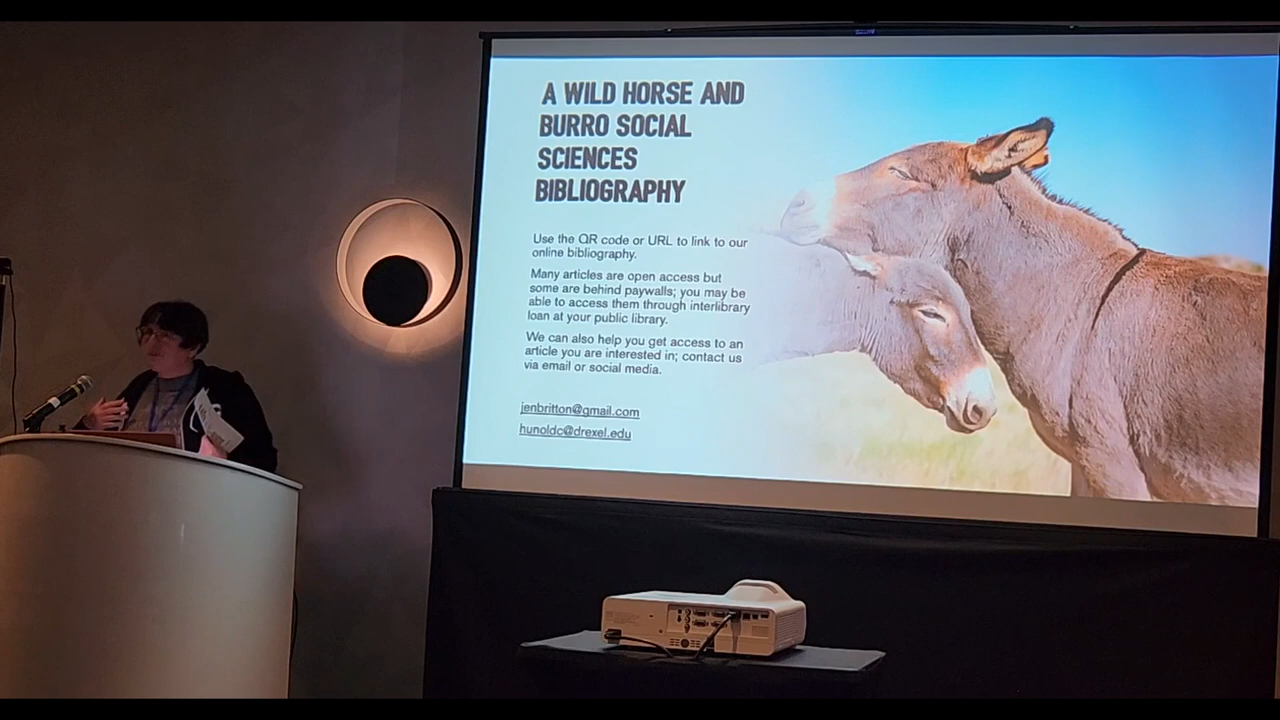 A WILD HORSE AND
BURRO SOCIAL
SCIENCES
BIBLIOGRAPHY
Use the QR code or URL to link to our
online bibliography.
Many articles are open access but
some are behind paywalls; you may be
able to access them through interlibrary
loan at your public library.
We can also help you get access to an
article you are interested in; contact us
via email or social media.
jenbritton@gmail.com
hunoldc@drexel.edu